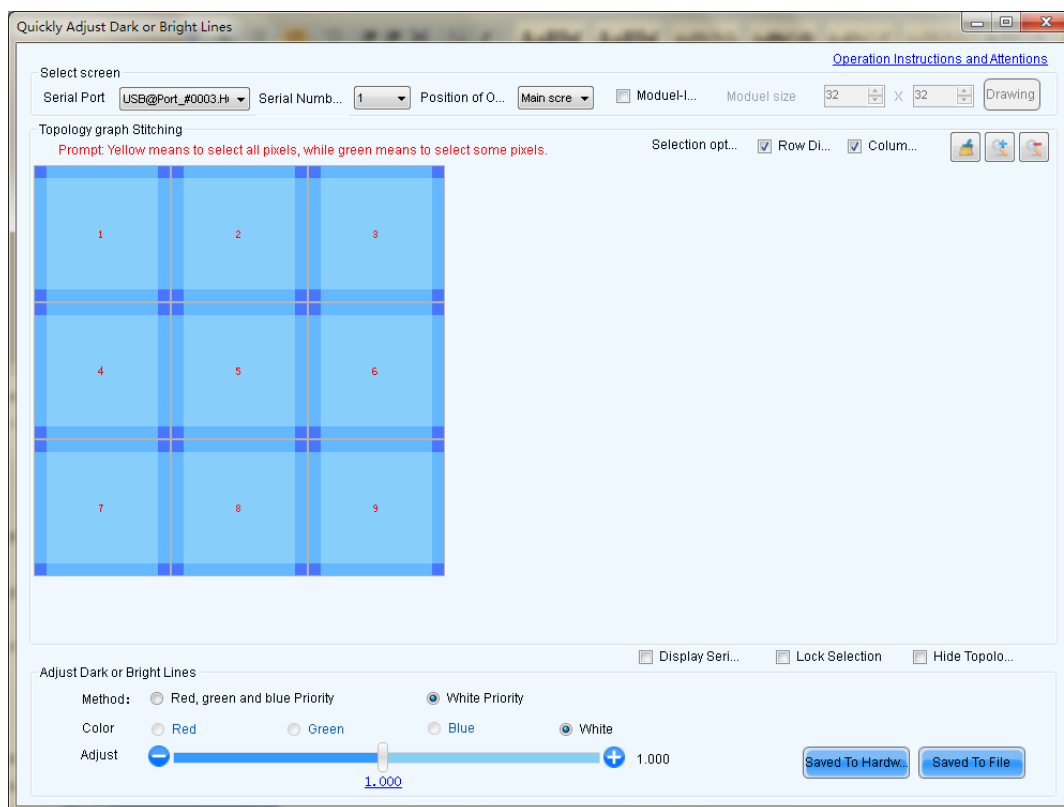 Quickly Adjust Dark or Bright Lines
Operation Instructions and Attentions
Select screen
Serial Port USB@Port_#0003.H Serial Numb... 1 Position of O... Main scre Moduel-I... Moduel size 32 X 32 Drawing
Topology graph Stitching
Prompt: Yellow means to select all pixels, while green means to select some pixels.
Selection opt... Row Di... Colum...
1 2 3
4 5 6
7 8 9
Display Seri... Lock Selection Hide Topolo...
Adjust Dark or Bright Lines
Method: Red, green and blue Priority White Priority
Color Red Green Blue White
Adjust 1.000
1.000
Saved To Hardw... Saved To File